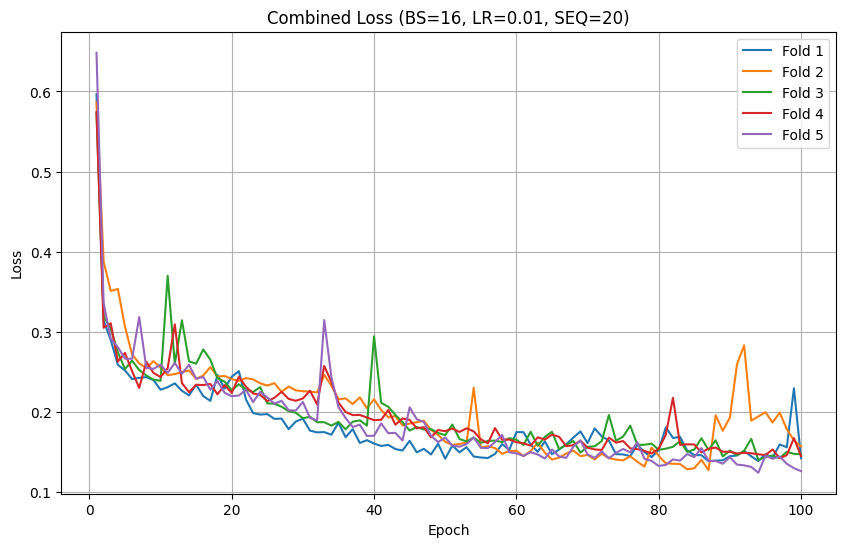 Combined Loss (BS=16, LR=0.01, SEQ=20)
Fold 1
Fold 2
Fold 3
Fold 4
Fold 5
Loss
0.6
0.5
0.4
0.3
0.2
0.1
0 20 40 60 80 100
Epoch